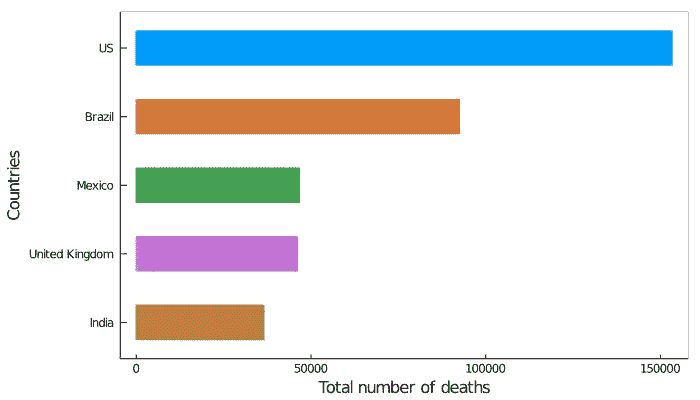 US
Brazil
Mexico
United Kingdom
India
Countries
0 50000 100000 150000
Total number of deaths